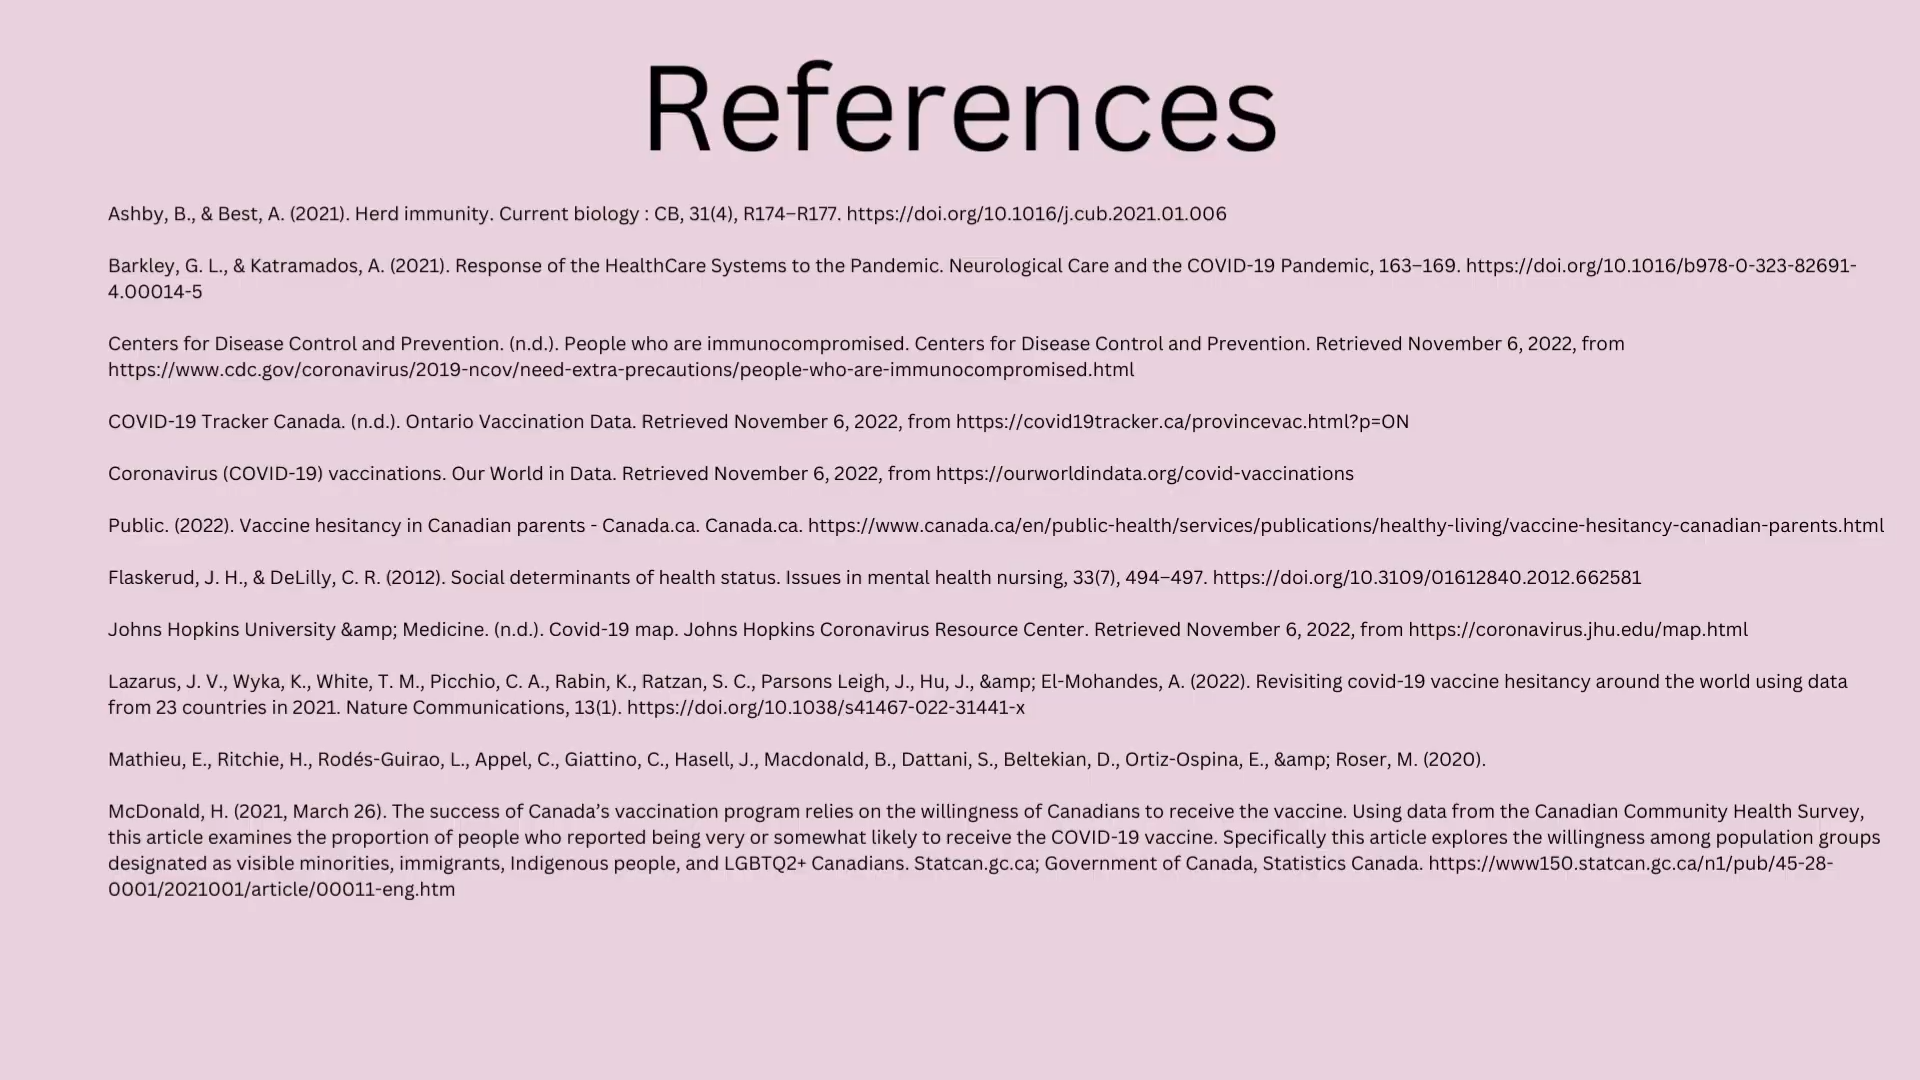 References
Ashby, B., & Best, A. (2021). Herd immunity. Current biology : CB, 31(4), R174–R177. https://doi.org/10.1016/j.cub.2021.01.006
Barkley, G. L., & Katramados, A. (2021). Response of the HealthCare Systems to the Pandemic. Neurological Care and the COVID-19 Pandemic, 163–169. https://doi.org/10.1016/b978-0-323-82691-
4.00014-5
Centers for Disease Control and Prevention. (n.d.). People who are immunocompromised. Centers for Disease Control and Prevention. Retrieved November 6, 2022, from
https://www.cdc.gov/coronavirus/2019-ncov/need-extra-precautions/people-who-are-immunocompromised.html
COVID-19 Tracker Canada. (n.d.). Ontario Vaccination Data. Retrieved November 6, 2022, from https://covid19tracker.ca/provincevac.html?p=ON
Coronavirus (COVID-19) vaccinations. Our World in Data. Retrieved November 6, 2022, from https://ourworldindata.org/covid-vaccinations
Public. (2022). Vaccine hesitancy in Canadian parents - Canada.ca. Canada.ca. https://www.canada.ca/en/public-health/services/publications/healthy-living/vaccine-hesitancy-canadian-parents.html
Flaskerud, J. H., & DeLilly, C. R. (2012). Social determinants of health status. Issues in mental health nursing, 33(7), 494–497. https://doi.org/10.3109/01612840.2012.662581
Johns Hopkins University &amp; Medicine. (n.d.). Covid-19 map. Johns Hopkins Coronavirus Resource Center. Retrieved November 6, 2022, from https://coronavirus.jhu.edu/map.html
Lazarus, J. V., Wyka, K., White, T. M., Picchio, C. A., Rabin, K., Ratzan, S. C., Parsons Leigh, J., Hu, J., &amp; El-Mohandes, A. (2022). Revisiting covid-19 vaccine hesitancy around the world using data
from 23 countries in 2021. Nature Communications, 13(1). https://doi.org/10.1038/s41467-022-31441-x
Mathieu, E., Ritchie, H., Rodés-Guirao, L., Appel, C., Giattino, C., Hasell, J., Macdonald, B., Dattani, S., Beltekian, D., Ortiz-Ospina, E., &amp; Roser, M. (2020).
McDonald, H. (2021, March 26). The success of Canada’s vaccination program relies on the willingness of Canadians to receive the vaccine. Using data from the Canadian Community Health Survey,
this article examines the proportion of people who reported being very or somewhat likely to receive the COVID-19 vaccine. Specifically this article explores the willingness among population groups
designated as visible minorities, immigrants, Indigenous people, and LGBTQ2+ Canadians. Statcan.gc.ca; Government of Canada, Statistics Canada. https://www150.statcan.gc.ca/n1/pub/45-28-
0001/2021001/article/00011-eng.htm